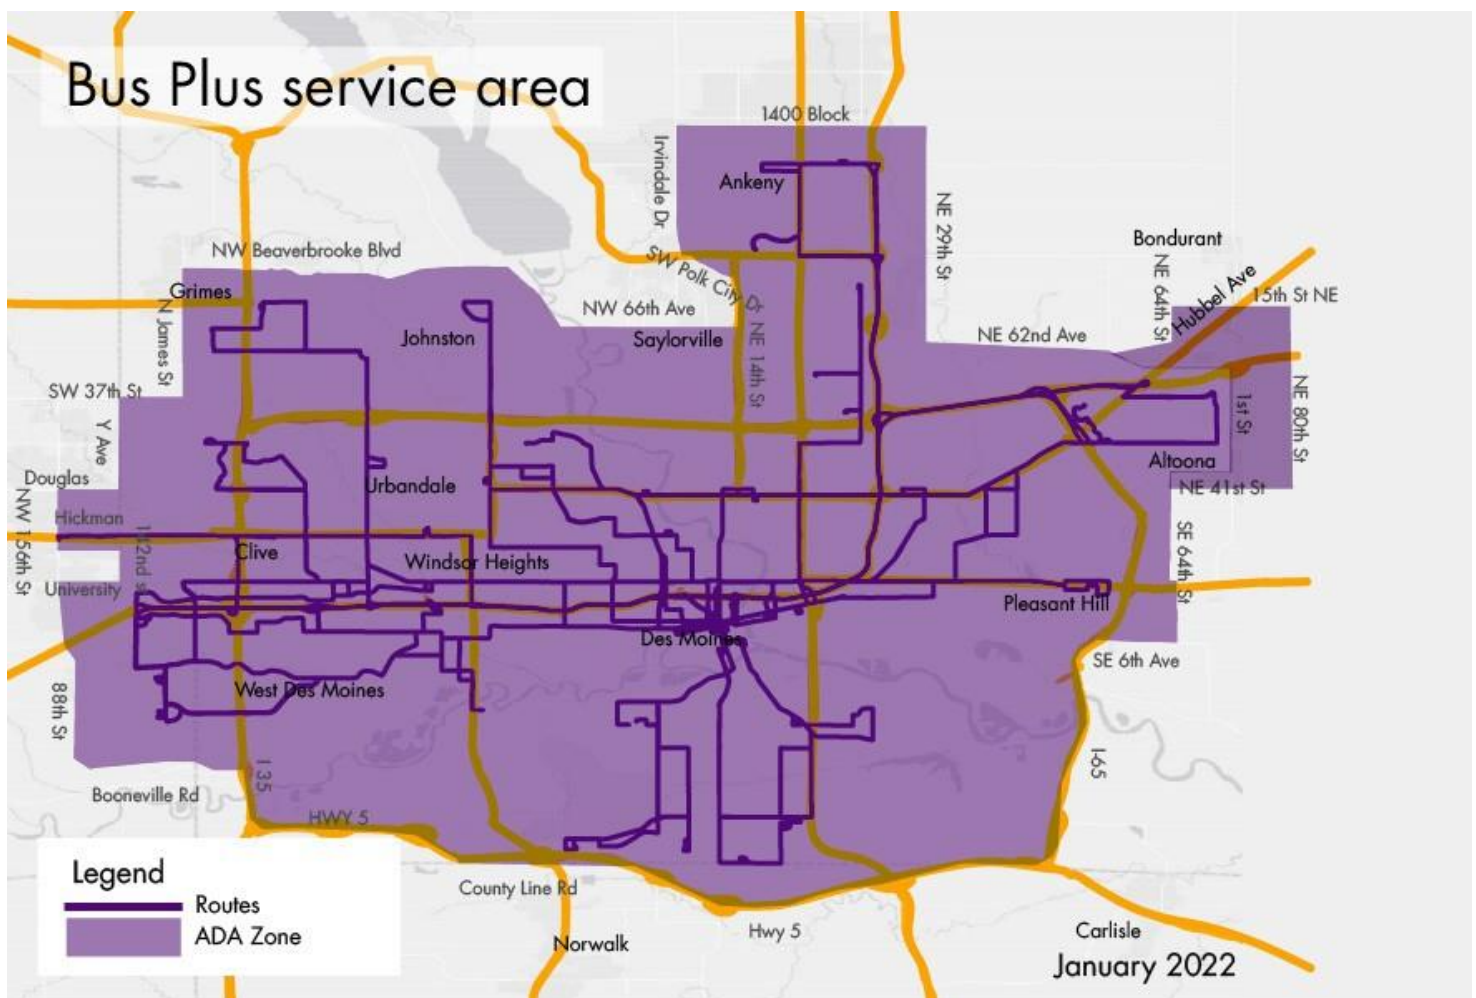 Bus Plus service area
1400 Block
Irvindale Dr
Ankeny
NE 29th St
Bondurant
NW Beaverbrooke Blvd
SW Polk City Dr
NE 64th St
Hubbel Ave
15th St NE
Grimes
N James St
NW 66th Ave
Johnston
Saylorville
NE 14th St
NE 62nd Ave
SW 37th St
Y Ave
1st St
NE 80th St
Altoona
Douglas
Urbandale
NE 41st St
NW 156th St
Hickman
142nd st
Clive
Windsor Heights
SE 64th St
University
Pleasant Hill
Des Moines
SE 6th Ave
West Des Moines
88th St
I-65
I 35
Booneville Rd
HWY 5
Legend
Routes
ADA Zone
County Line Rd
Norwalk
Hwy 5
Carlisle
January 2022